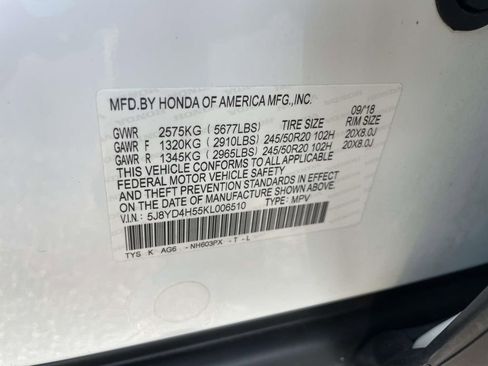 MFD.BY HONDA OF AMERICA MFG.,INC. 09/18
GVWR 2575KG ( 5677LBS) TIRE SIZE RIM SIZE
GAWR F 1320KG ( 2910LBS) 245/50R20 102H 20X8.0J
GAWR R 1345KG ( 2965LBS) 245/50R20 102H 20X8.0J
THIS VEHICLE CONFORMS TO ALL APPLICABLE
FEDERAL MOTOR VEHICLE SAFETY, BUMPER,
AND THEFT PREVENTION STANDARDS IN EFFECT
ON THE DATE OF MANUFACTURE SHOWN ABOVE.
V.I.N.: 5J8YD4H55KL006510 TYPE: MPV
TYS K AG6 - NH603PX - T - L